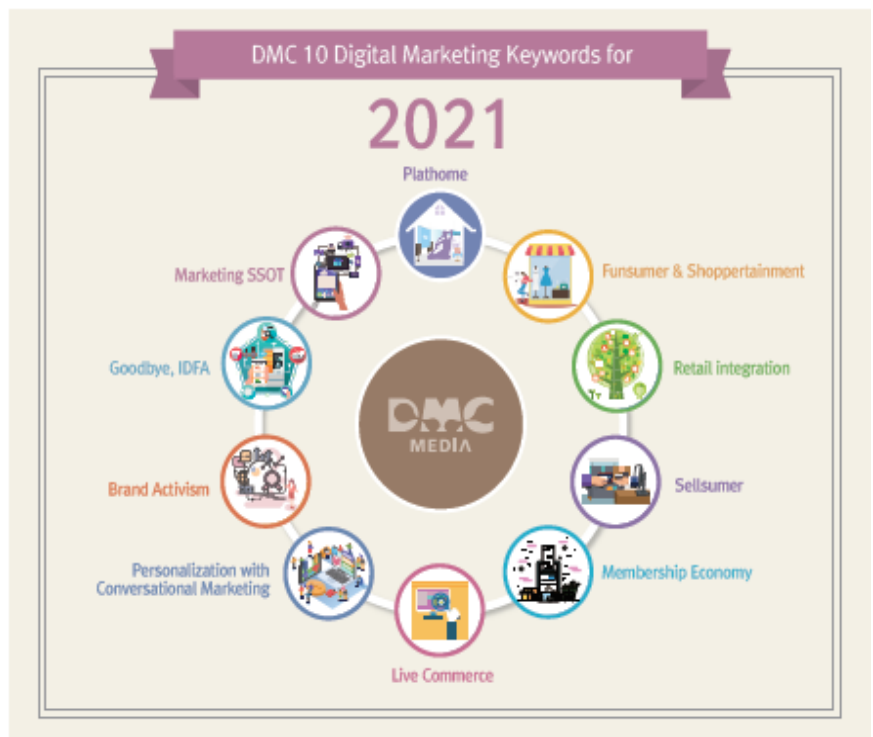 DMC 10 Digital Marketing Keywords for
2021
Plathome
Funsumer & Shoppertainment
Retail integration
Sellsumer
Membership Economy
Live Commerce
Personalization with
Conversational Marketing
Brand Activism
Goodbye, IDFA
Marketing SSOT
DMC
MEDIA